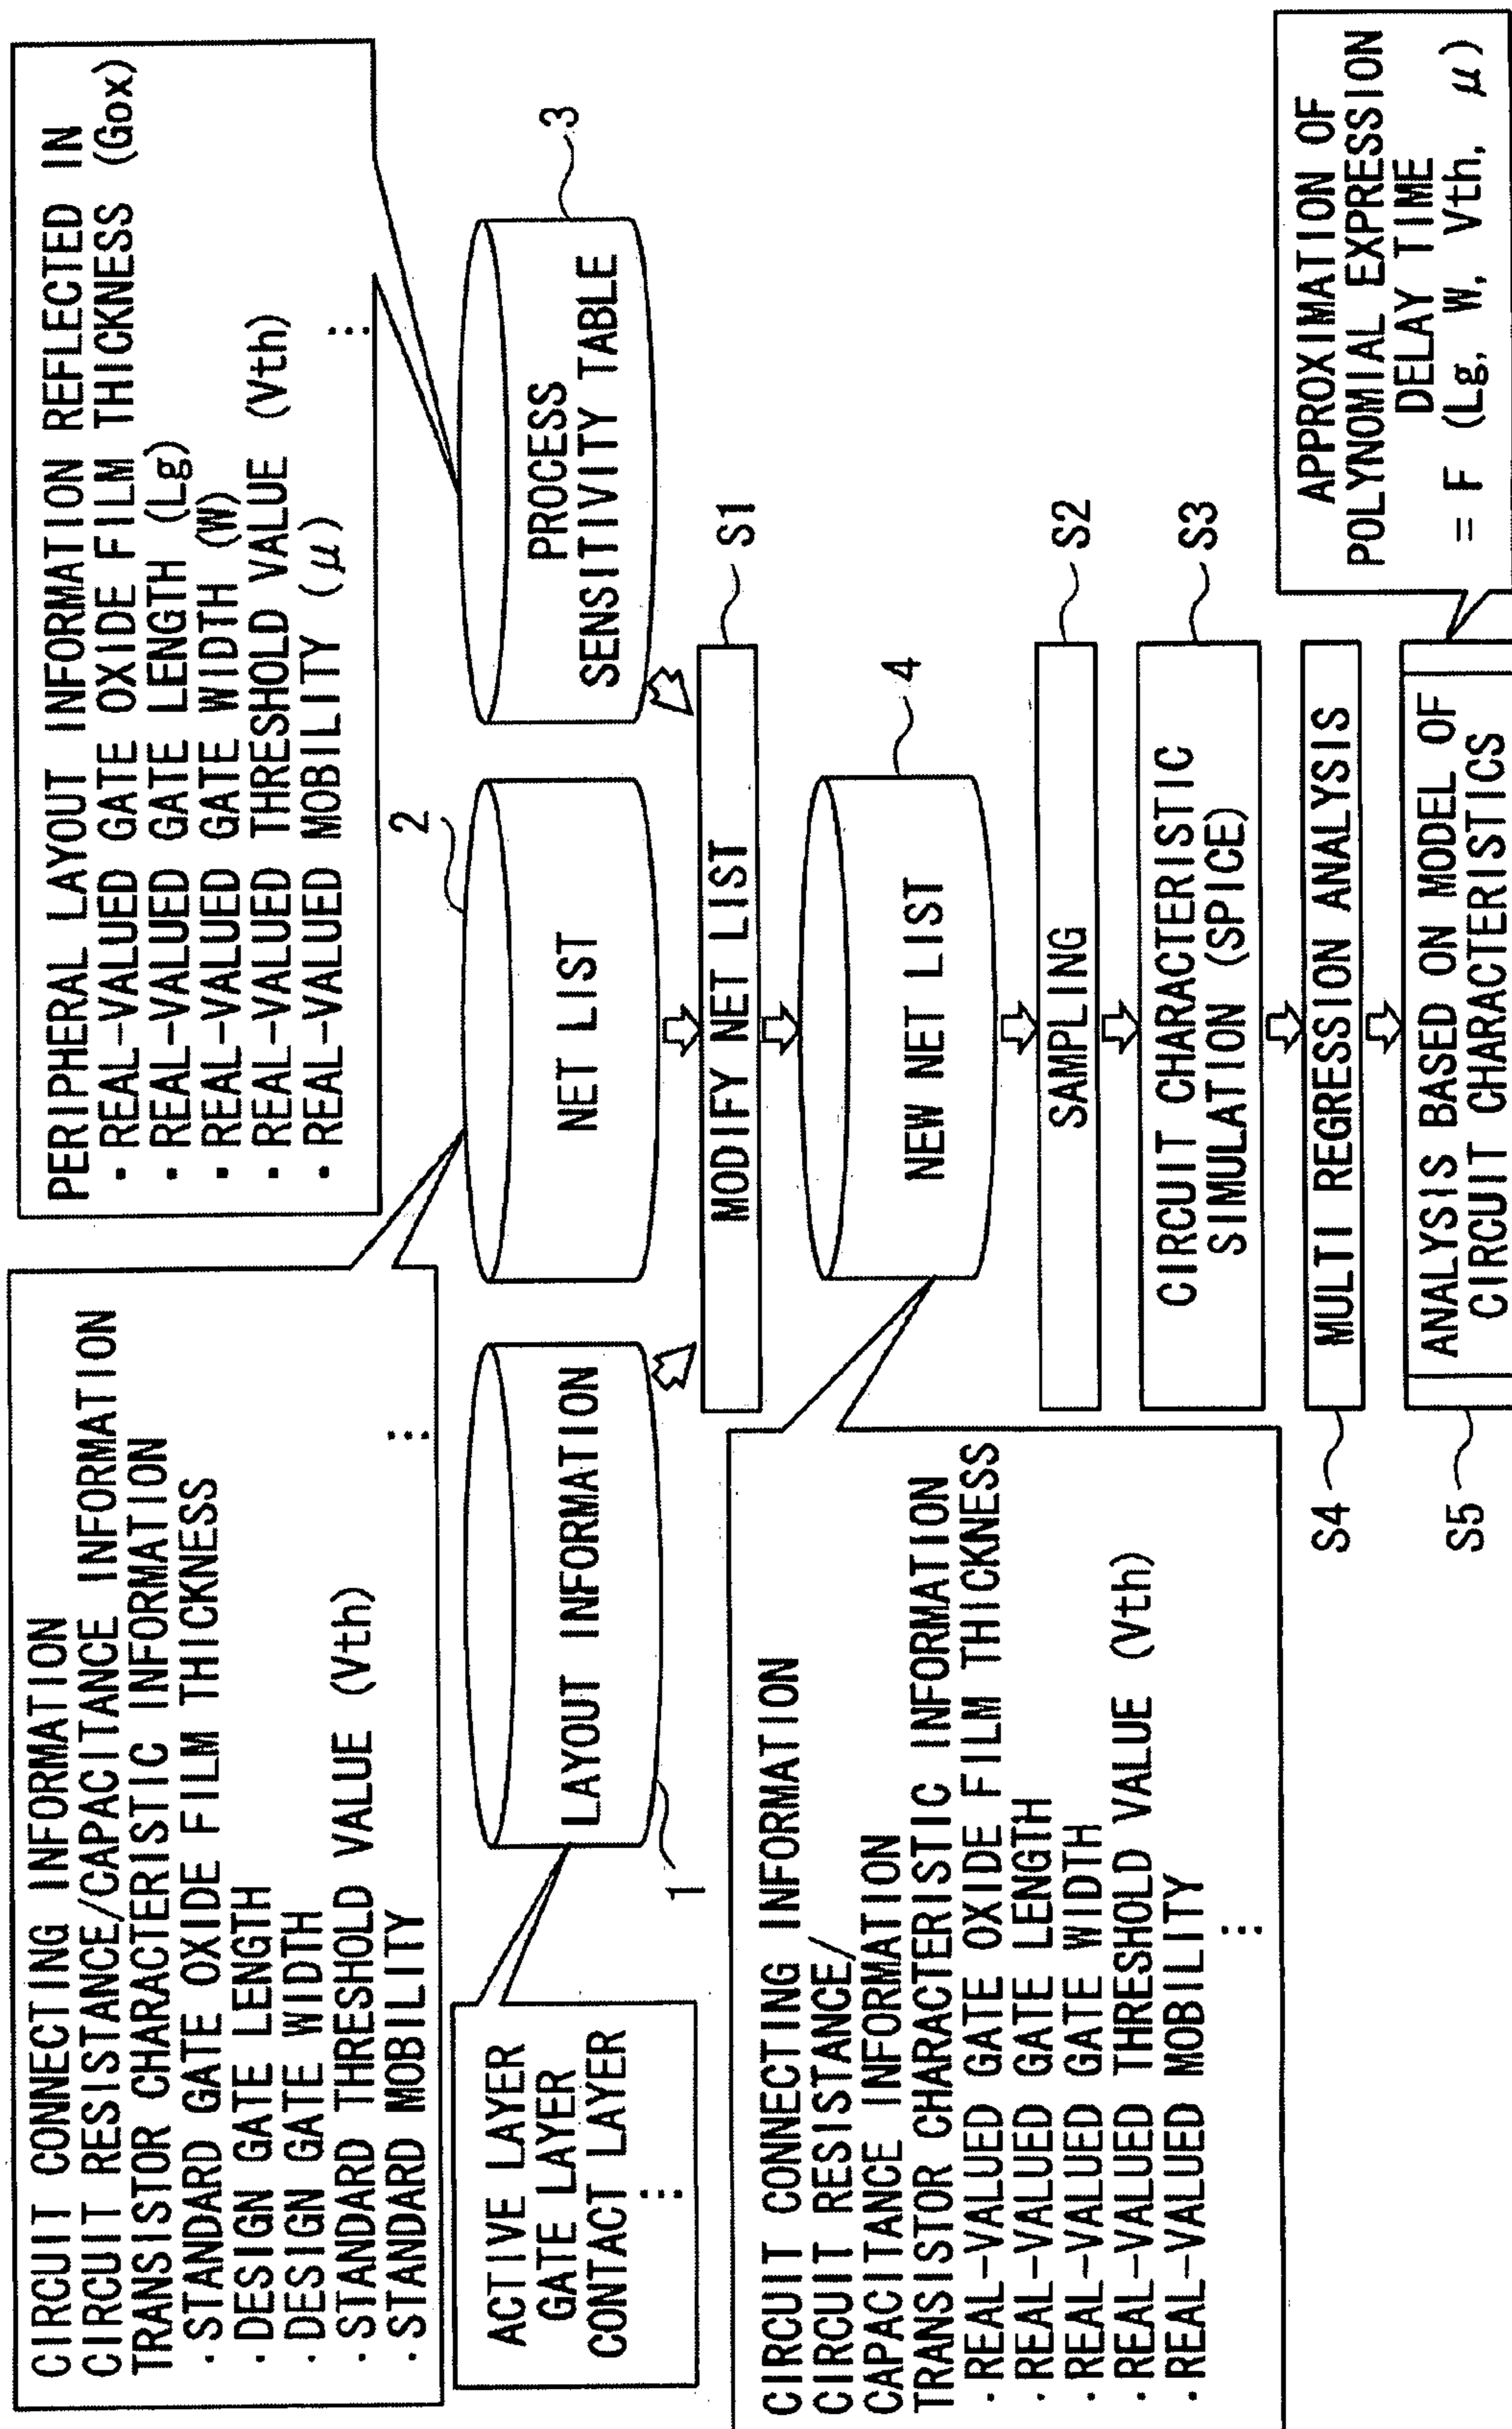 CIRCUIT CONNECTING INFORMATION
CIRCUIT RESISTANCE/CAPACITANCE INFORMATION
TRANSISTOR CHARACTERISTIC INFORMATION
・STANDARD GATE OXIDE FILM THICKNESS
・DESIGN GATE LENGTH
・DESIGN GATE WIDTH
・STANDARD THRESHOLD VALUE (Vth)
・STANDARD MOBILITY
⋮
PERIPHERAL LAYOUT INFORMATION REFLECTED IN
・REAL-VALUED GATE OXIDE FILM THICKNESS (Gox)
・REAL-VALUED GATE LENGTH (Lg)
・REAL-VALUED GATE WIDTH (W)
・REAL-VALUED THRESHOLD VALUE (Vth)
・REAL-VALUED MOBILITY (μ)
⋮
ACTIVE LAYER
GATE LAYER
CONTACT LAYER
⋮
1
LAYOUT INFORMATION
2
NET LIST
3
PROCESS
SENSITIVITY TABLE
MODIFY NET LIST
S1
4
NEW NET LIST
CIRCUIT CONNECTING INFORMATION
CIRCUIT RESISTANCE/
CAPACITANCE INFORMATION
TRANSISTOR CHARACTERISTIC INFORMATION
・REAL-VALUED GATE OXIDE FILM THICKNESS
・REAL-VALUED GATE LENGTH
・REAL-VALUED GATE WIDTH
・REAL-VALUED THRESHOLD VALUE (Vth)
・REAL-VALUED MOBILITY
⋮
SAMPLING
S2
CIRCUIT CHARACTERISTIC
SIMULATION (SPICE)
S3
S4
MULTI REGRESSION ANALYSIS
S5
ANALYSIS BASED ON MODEL OF
CIRCUIT CHARACTERISTICS
APPROXIMATION OF
POLYNOMIAL EXPRESSION
DELAY TIME
= F (Lg, W, Vth, μ)